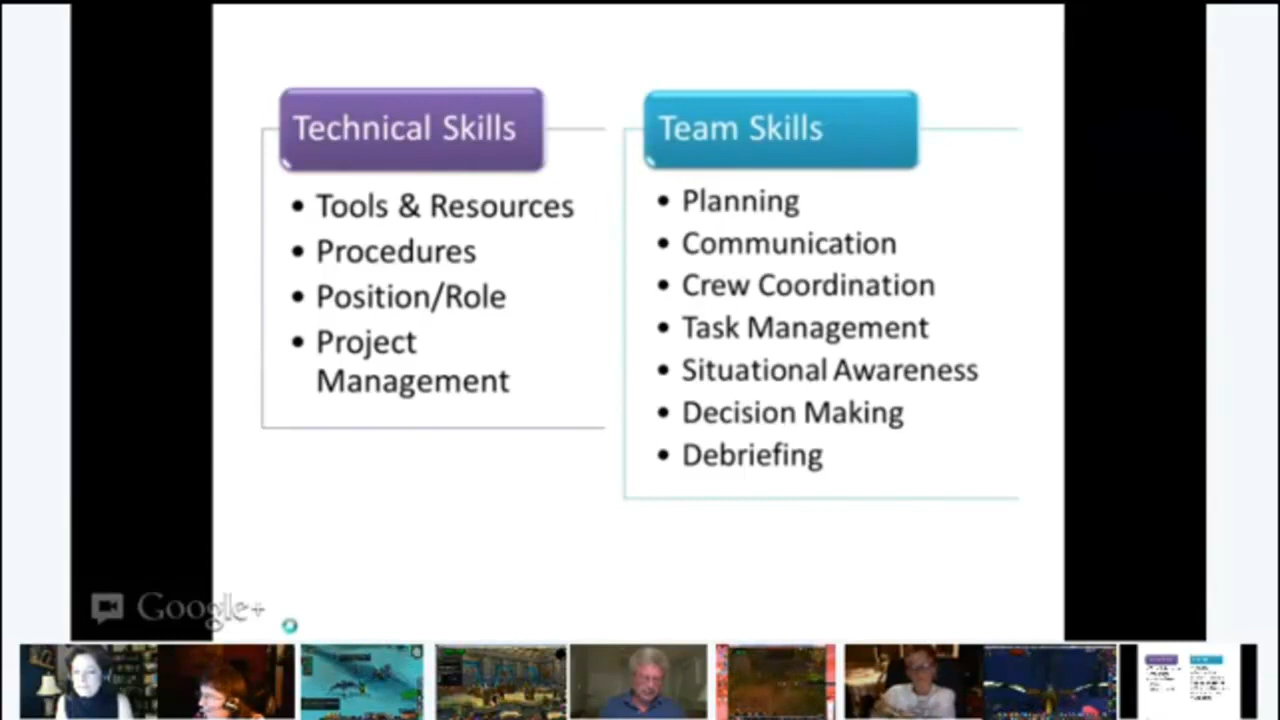 Technical Skills
• Tools & Resources
• Procedures
• Position/Role
• Project
Management
Team Skills
• Planning
• Communication
• Crew Coordination
• Task Management
• Situational Awareness
• Decision Making
• Debriefing
Google+